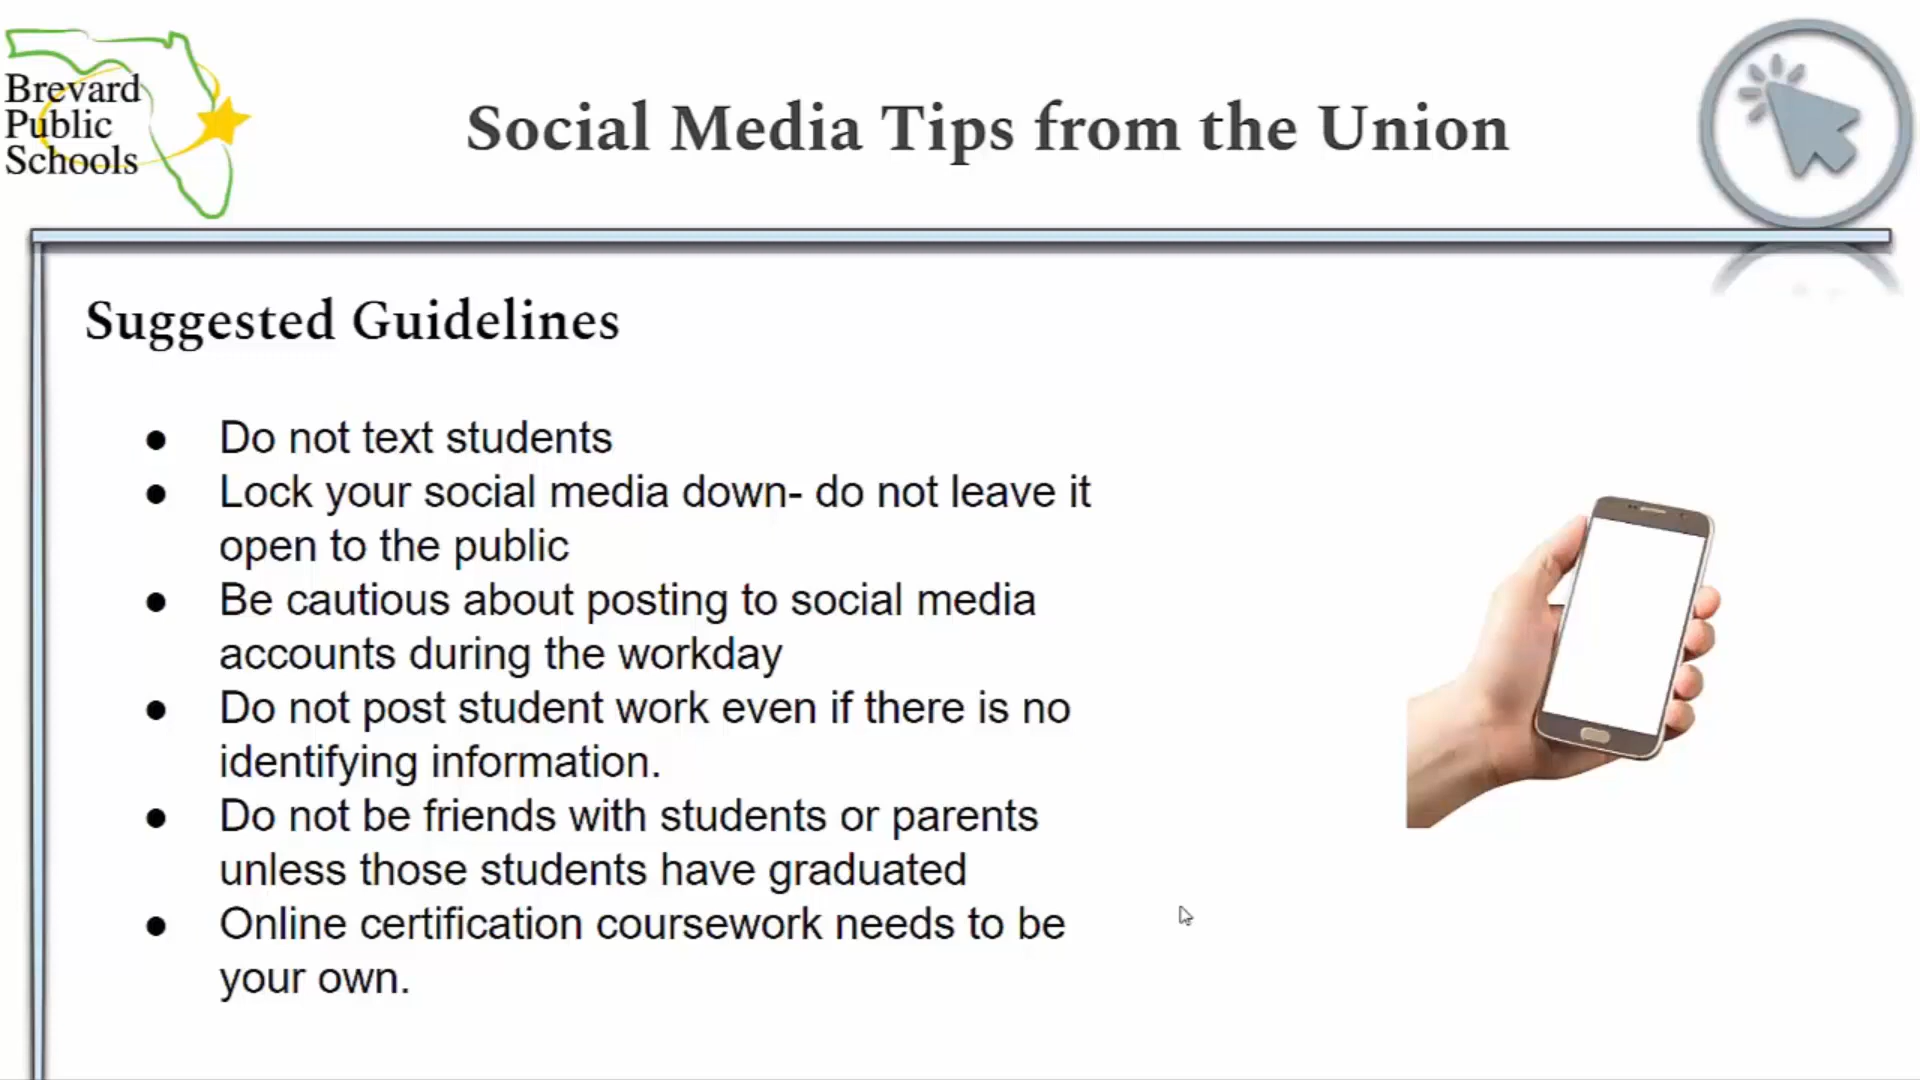 Brevard
Public
Schools
Social Media Tips from the Union
Suggested Guidelines
● Do not text students
● Lock your social media down- do not leave it
open to the public
● Be cautious about posting to social media
accounts during the workday
● Do not post student work even if there is no
identifying information.
● Do not be friends with students or parents
unless those students have graduated
● Online certification coursework needs to be
your own.